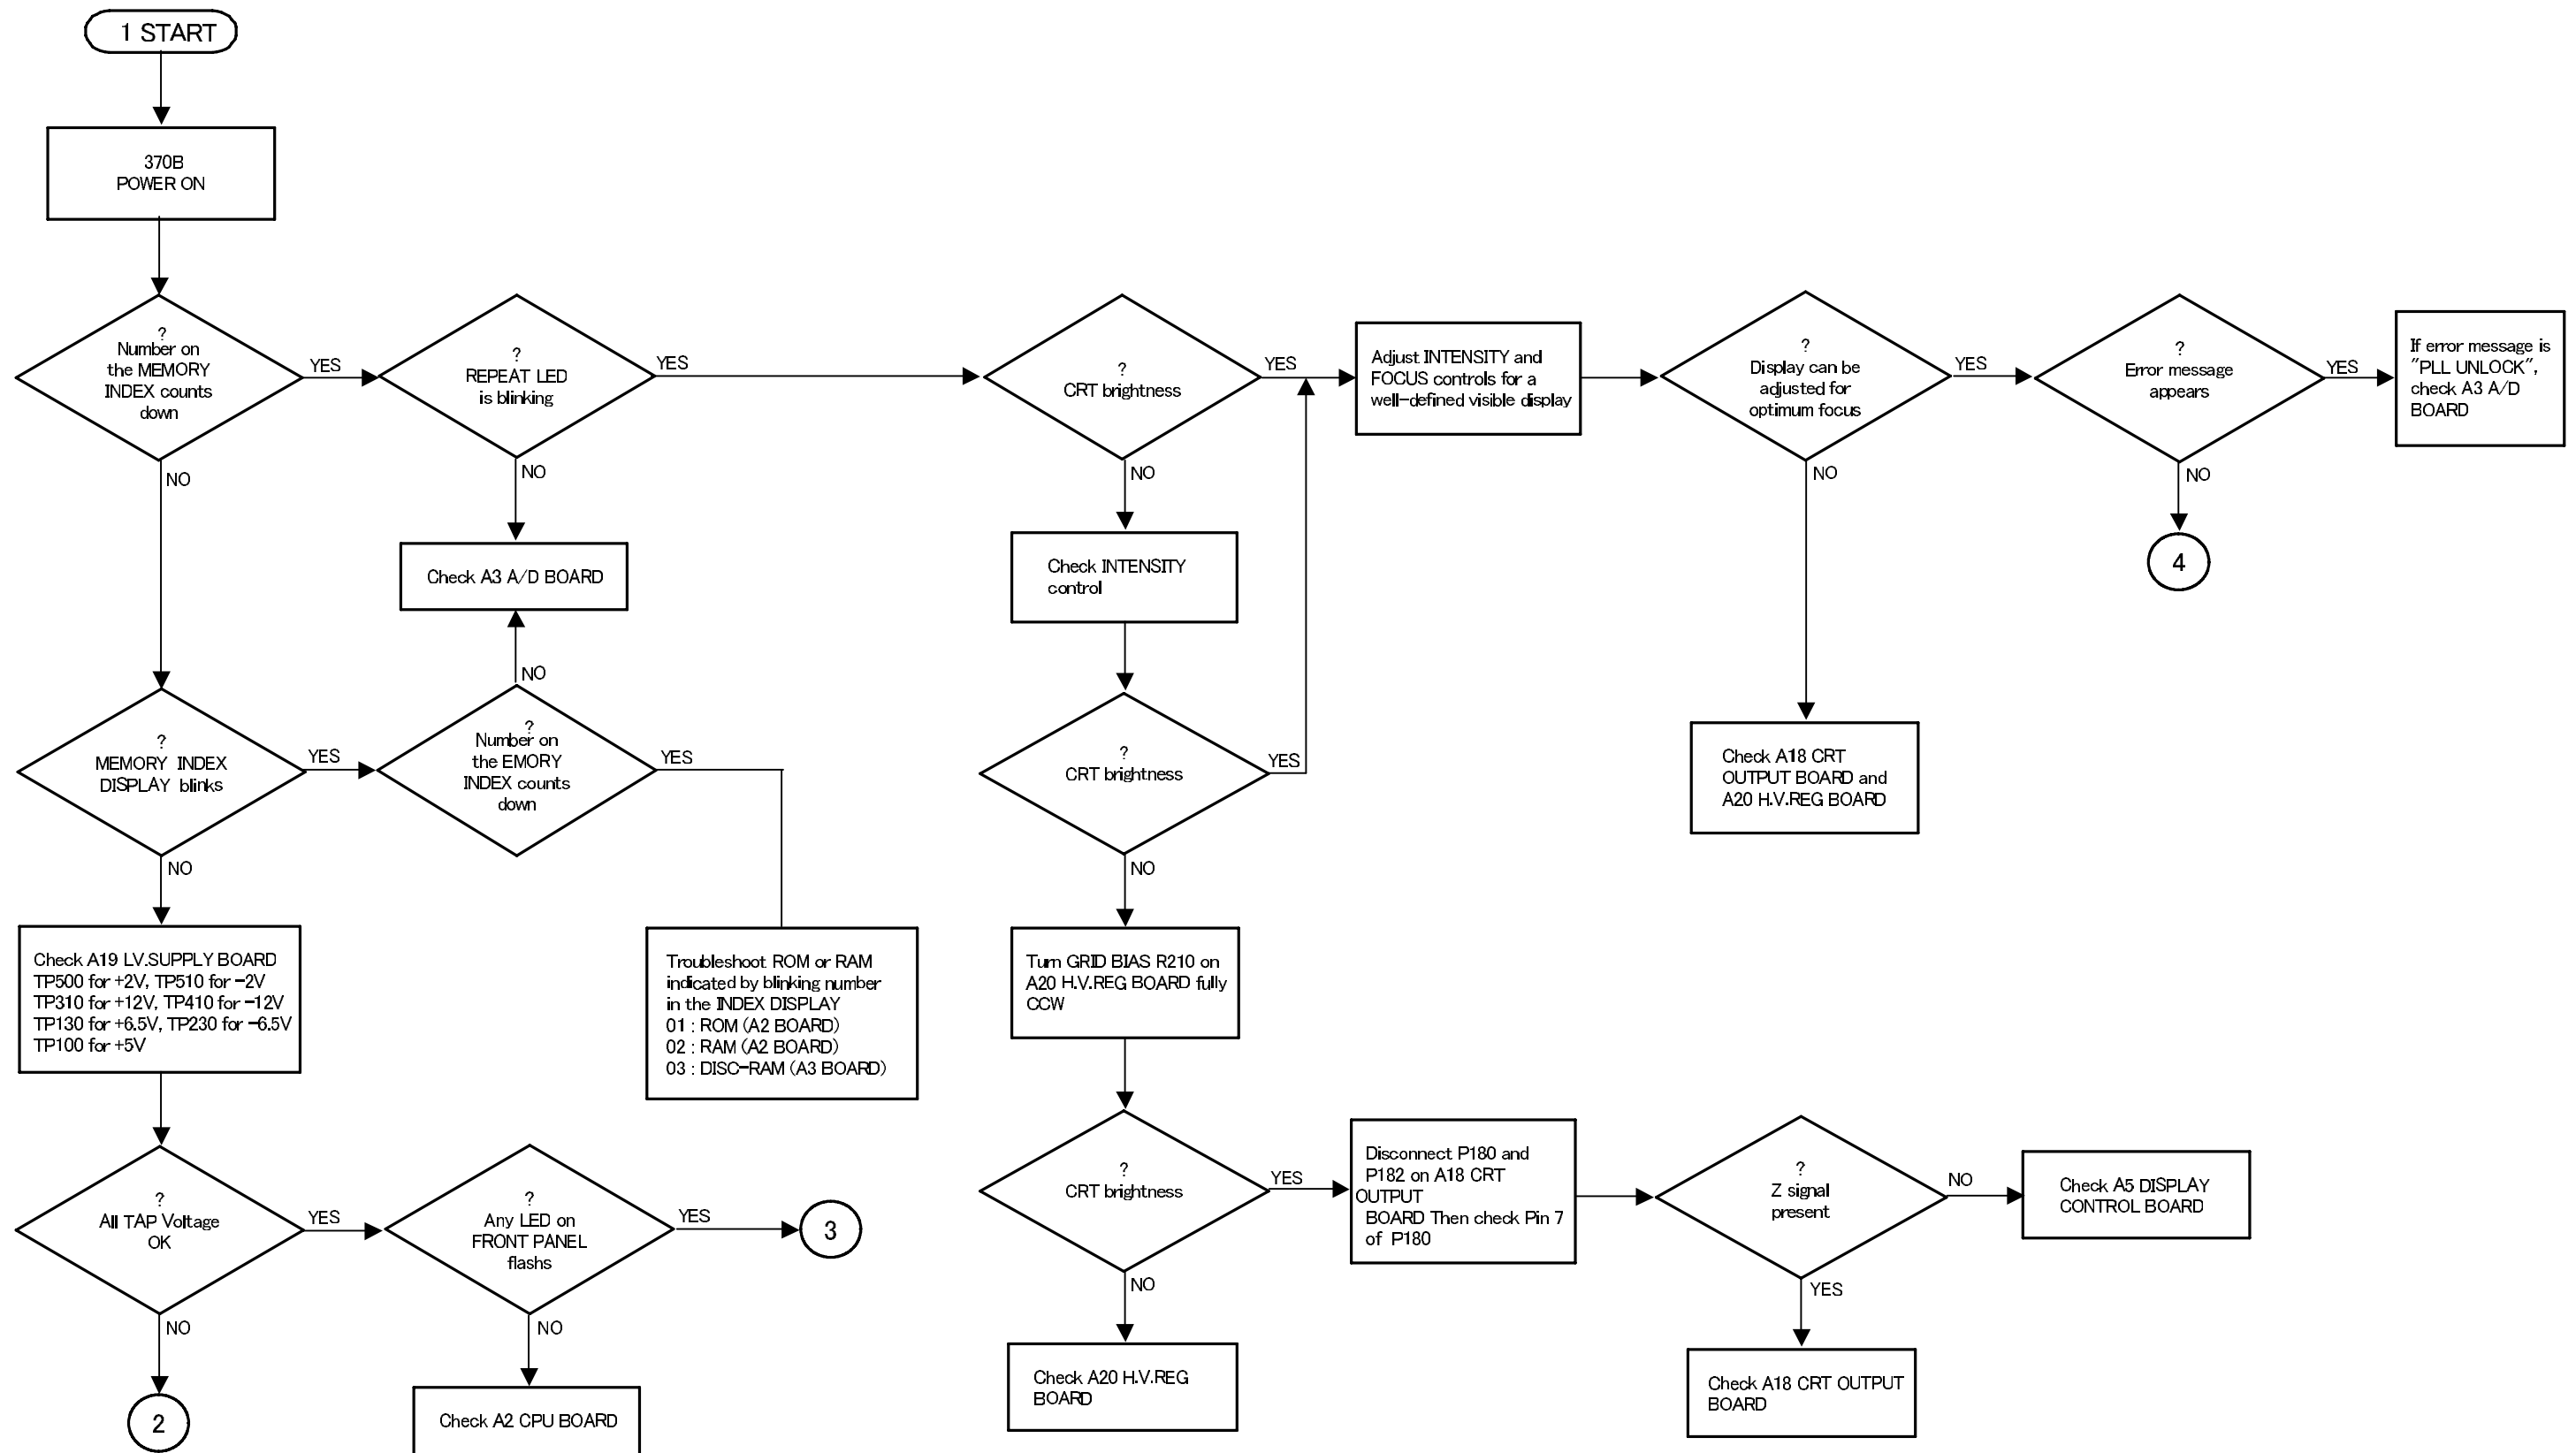 1 START
370B
POWER ON
?
Number on
the MEMORY
INDEX counts
down
YES
NO
?
REPEAT LED
is blinking
YES
NO
Check A3 A/D BOARD
NO
?
MEMORY INDEX
DISPLAY blinks
YES
NO
?
Number on
the EMORY
INDEX counts
down
YES
Check A19 LV.SUPPLY BOARD
TP500 for +2V, TP510 for -2V
TP310 for +12V, TP410 for -12V
TP130 for +6.5V, TP230 for -6.5V
TP100 for +5V
Troubleshoot ROM or RAM
indicated by blinking number
in the INDEX DISPLAY
01 : ROM (A2 BOARD)
02 : RAM (A2 BOARD)
03 : DISC-RAM (A3 BOARD)
?
All TAP Voltage
OK
YES
NO
2
?
Any LED on
FRONT PANEL
flashs
YES
3
NO
Check A2 CPU BOARD
?
CRT brightness
YES
NO
Check INTENSITY
control
?
CRT brightness
YES
NO
Turn GRID BIAS R210 on
A20 H.V.REG BOARD fully
CCW
?
CRT brightness
YES
NO
Check A20 H.V.REG
BOARD
Adjust INTENSITY and
FOCUS controls for a
well-defined visible display
?
Display can be
adjusted for
optimum focus
YES
NO
Check A18 CRT
OUTPUT BOARD and
A20 H.V.REG BOARD
?
Error message
appears
YES
NO
4
If error message is
"PLL UNLOCK",
check A3 A/D
BOARD
Disconnect P180 and
P182 on A18 CRT
OUTPUT
BOARD Then check Pin 7
of P180
?
Z signal
present
NO
YES
Check A5 DISPLAY
CONTROL BOARD
Check A18 CRT OUTPUT
BOARD